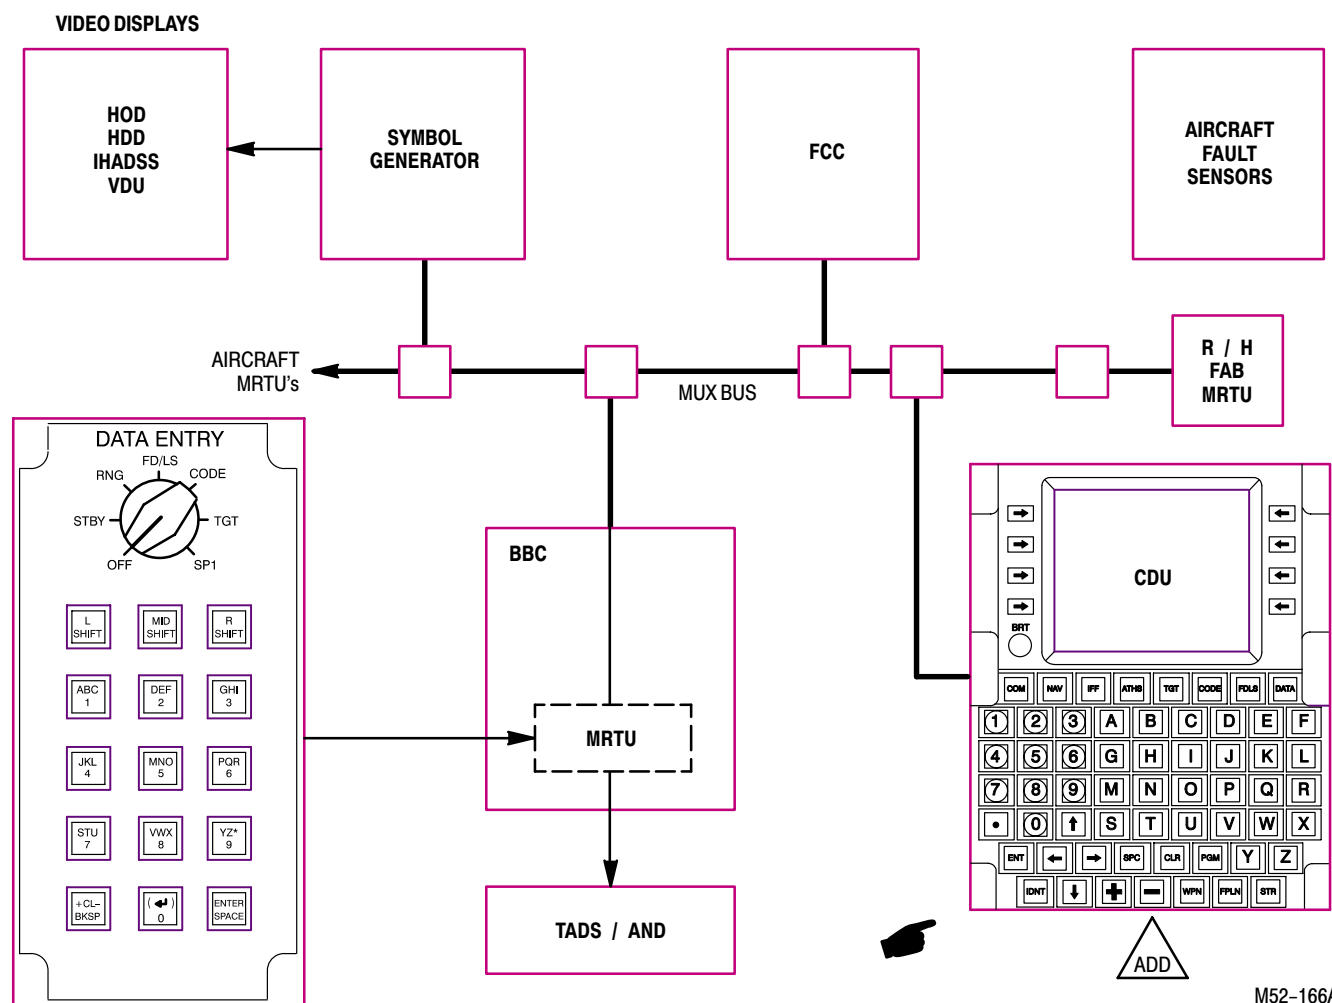 VIDEO DISPLAYS
HOD
HDD
IHADSS
VDU
SYMBOL
GENERATOR
FCC
AIRCRAFT
FAULT
SENSORS
AIRCRAFT
MRTU's
MUX BUS
R / H
FAB
MRTU
DATA ENTRY
FD/LS
RNG
CODE
STBY
TGT
OFF
SP1
L
SHIFT
MID
SHIFT
R
SHIFT
ABC
1
DEF
2
GHI
3
JKL
4
MNO
5
PQR
6
STU
7
VWX
8
YZ*
9
+CL-
BKSP
(↵)
0
ENTER
SPACE
BBC
MRTU
TADS / AND
CDU
BRT
COM NAV IFF ATHS TGT CODE FDLS DATA
1 2 3 A B C D E F
4 5 6 G H I J K L
7 8 9 M N O P Q R
• 0 ↑ S T U V W X
ENT ← → SPC CLR PGM Y Z
IDNT ↓ + − WPN FPLN STR
ADD
M52-166A